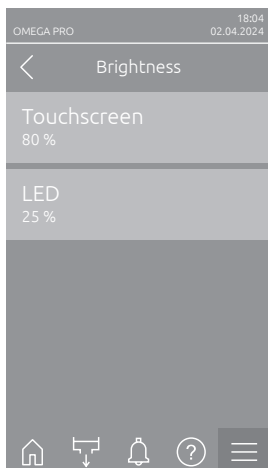 18:04
OMEGA PRO
02.04.2024
Brightness
Touchscreen
80 %
LED
25 %
?